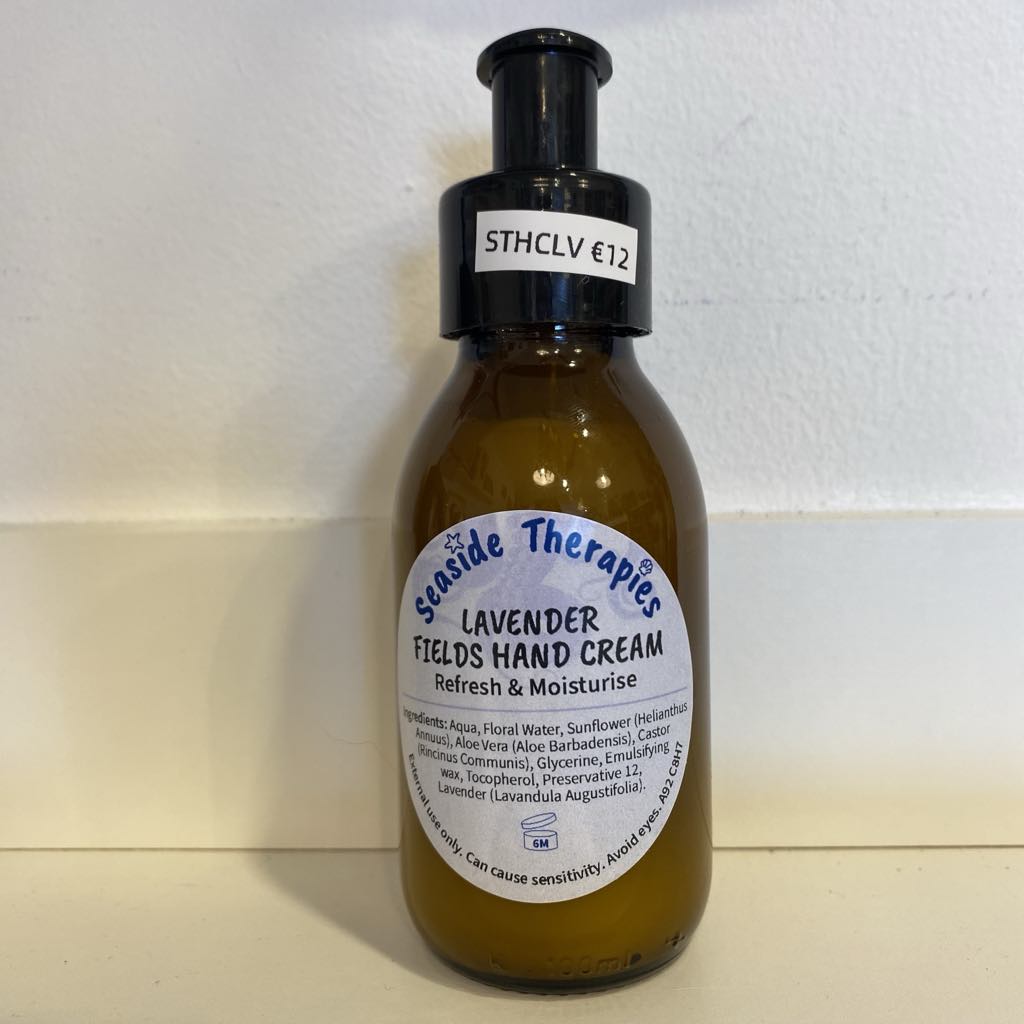 STHCLV €12
Seaside Therapies
LAVENDER
FIELDS HAND CREAM
Refresh & Moisturise
Ingredients: Aqua, Floral Water, Sunflower (Helianthus
Annuus), Aloe Vera (Aloe Barbadensis), Castor
(Rincinus Communis), Glycerine, Emulsifying
wax, Tocopherol, Preservative 12,
Lavender (Lavandula Augustifolia).
6M
External use only. Can cause sensitivity. Avoid eyes. A92 C8H7
100ml